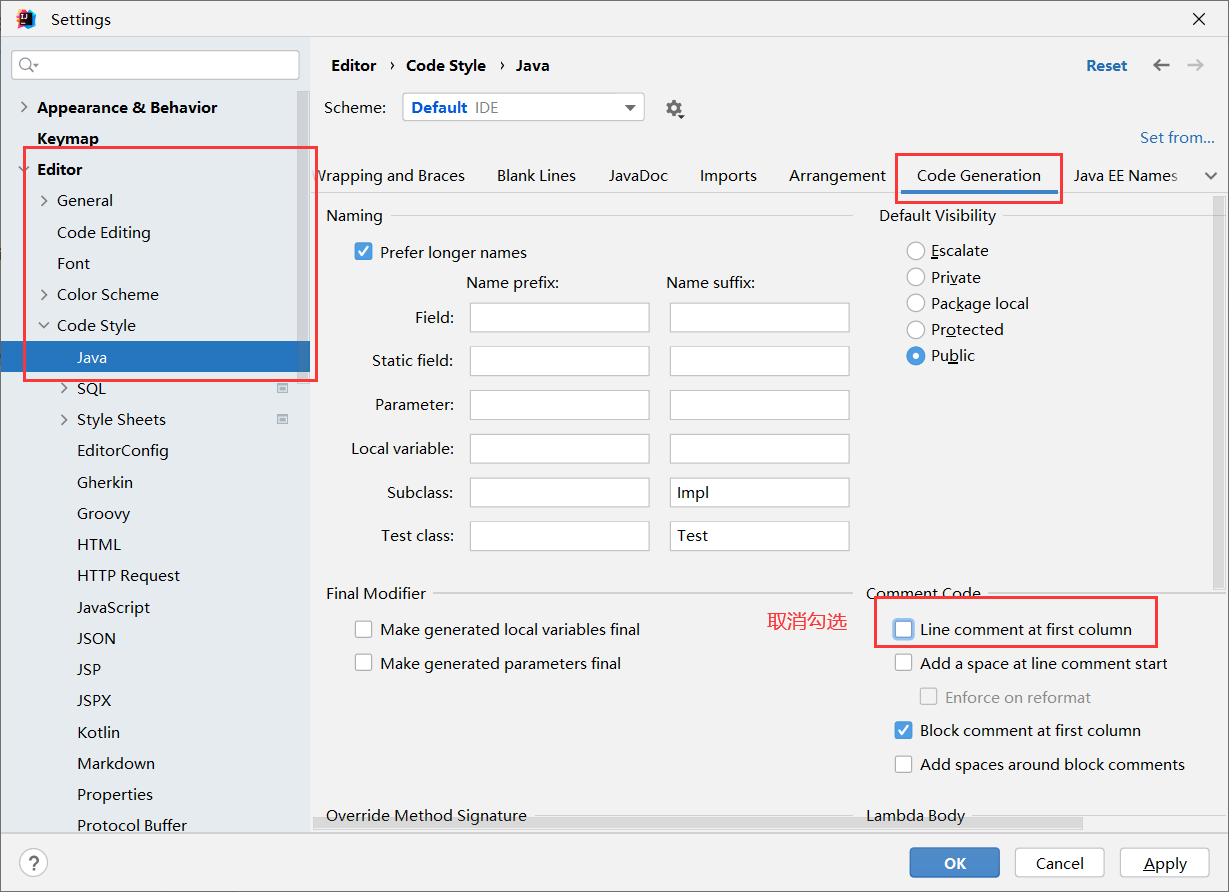 Settings
Appearance & Behavior
Keymap
Editor
General
Code Editing
Font
Color Scheme
Code Style
Java
SQL
Style Sheets
EditorConfig
Gherkin
Groovy
HTML
HTTP Request
JavaScript
JSON
JSP
JSPX
Kotlin
Markdown
Properties
Protocol Buffer
Editor › Code Style › Java
Reset
Scheme: Default IDE
Set from...
Wrapping and Braces Blank Lines JavaDoc Imports Arrangement Code Generation Java EE Names
Naming
Prefer longer names
Name prefix: Name suffix:
Field:
Static field:
Parameter:
Local variable:
Subclass: Impl
Test class: Test
Default Visibility
Escalate
Private
Package local
Protected
Public
Final Modifier
Make generated local variables final
Make generated parameters final
取消勾选
Comment Code
Line comment at first column
Add a space at line comment start
Enforce on reformat
Block comment at first column
Add spaces around block comments
Override Method Signature
Lambda Body
?
OK Cancel Apply